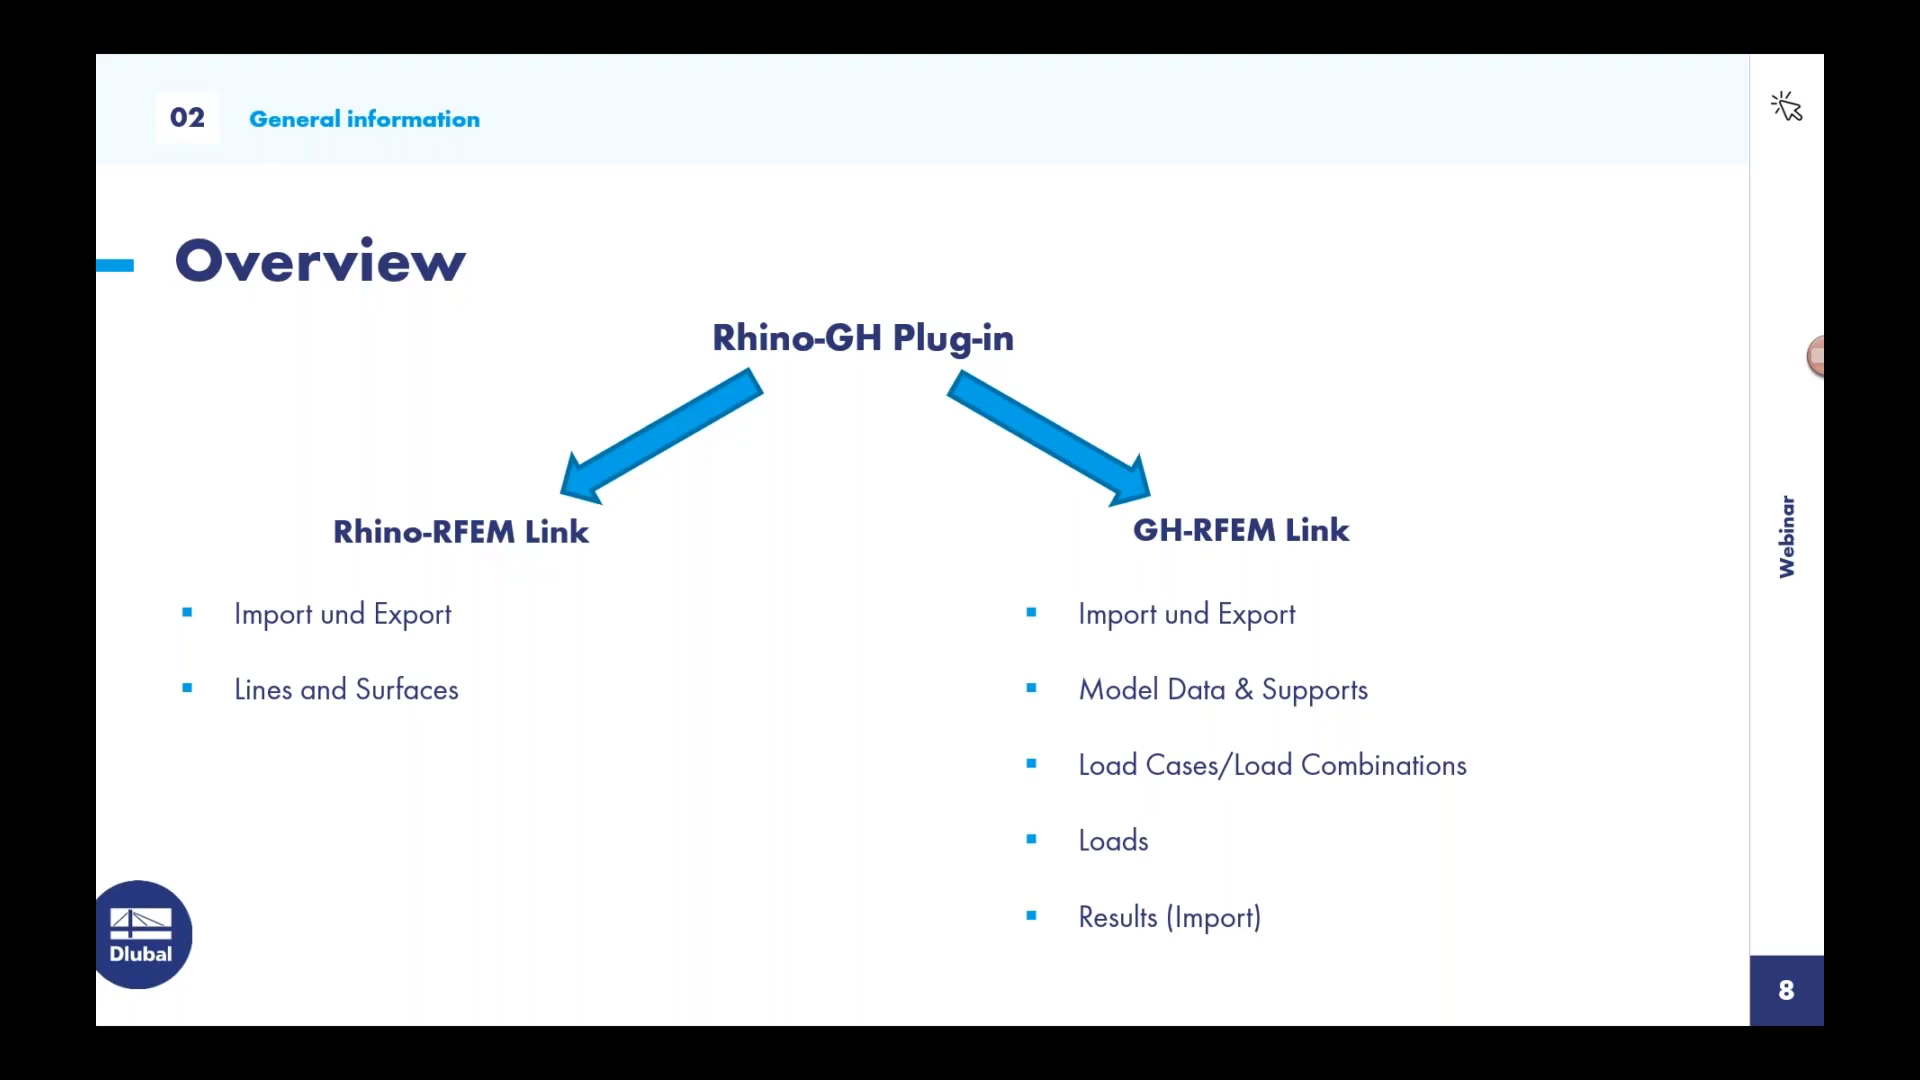 02
General information
Overview
Rhino-GH Plug-in
Rhino-RFEM Link
Import und Export
Lines and Surfaces
GH-RFEM Link
Import und Export
Model Data & Supports
Load Cases/Load Combinations
Loads
Results (Import)
Webinar
Dlubal
8